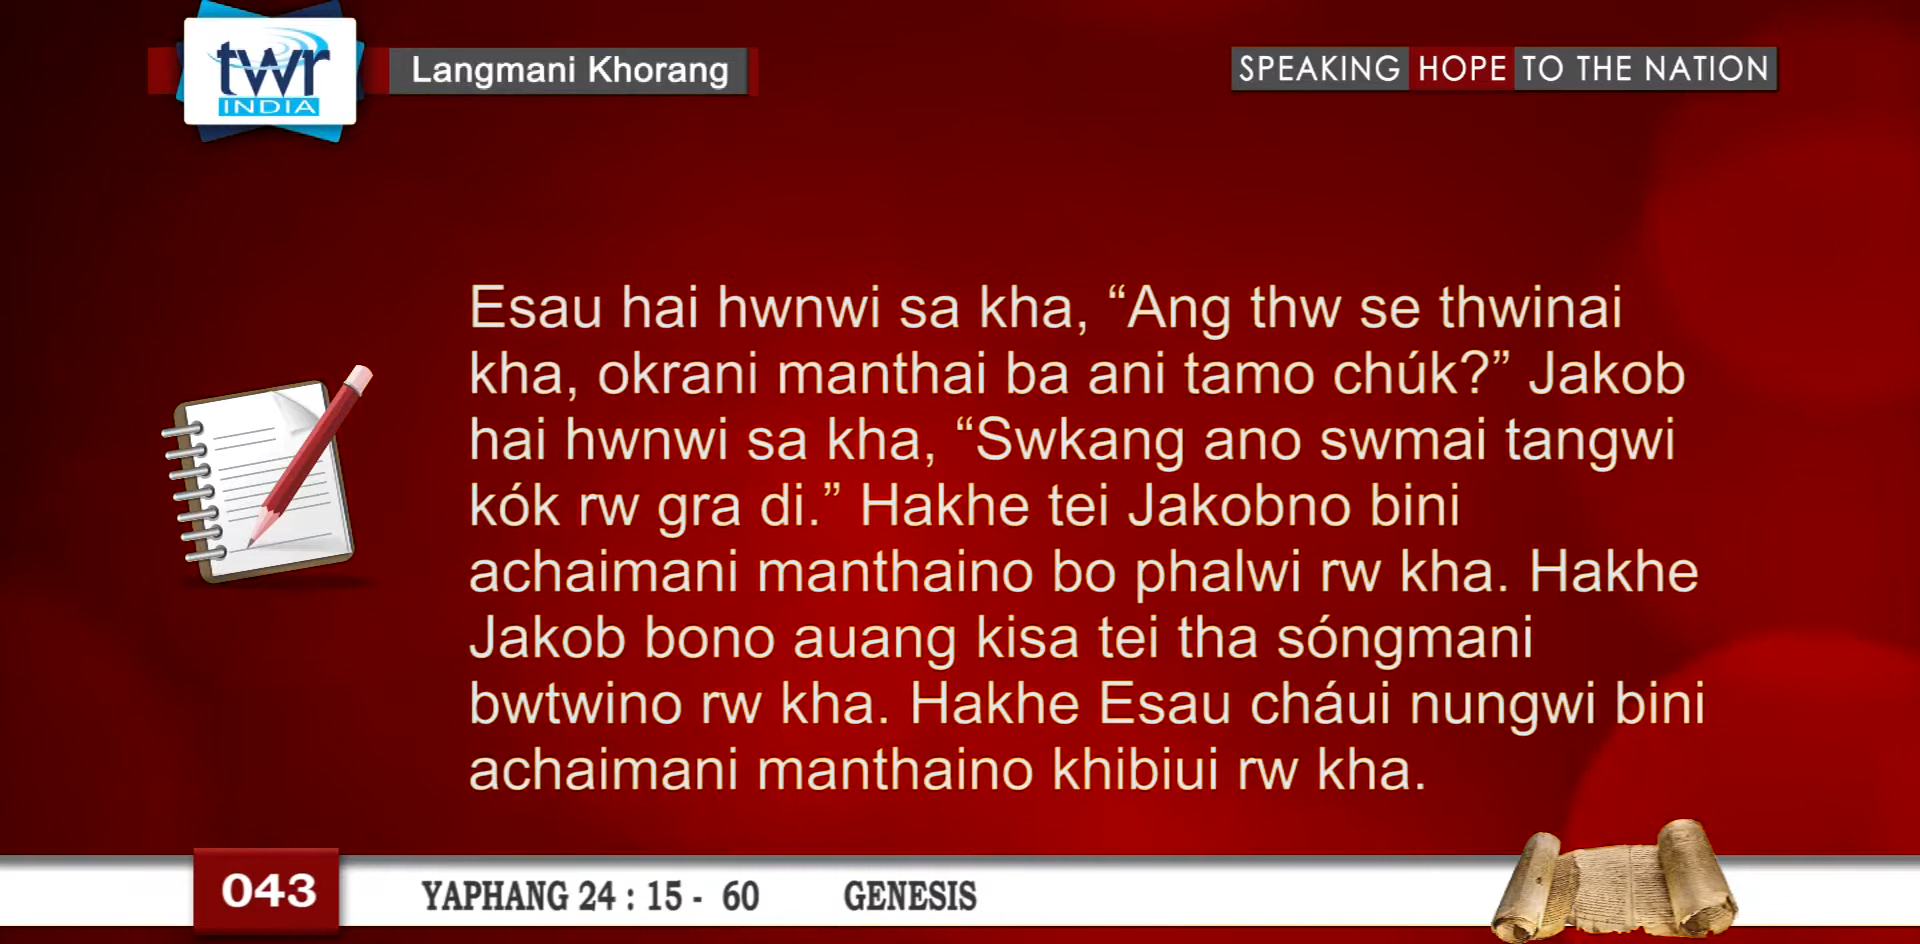 twr
INDIA
Langmani Khorang
SPEAKING HOPE TO THE NATION
Esau hai hwnwi sa kha, “Ang thw se thwinai
kha, okrani manthai ba ani tamo chúk?” Jakob
hai hwnwi sa kha, “Swkang ano swmai tangwi
kók rw gra di.” Hakhe tei Jakobno bini
achaimani manthaino bo phalwi rw kha. Hakhe
Jakob bono auang kisa tei tha sóngmani
bwtwino rw kha. Hakhe Esau cháui nungwi bini
achaimani manthaino khibiui rw kha.
043
YAPHANG 24 : 15 - 60 GENESIS